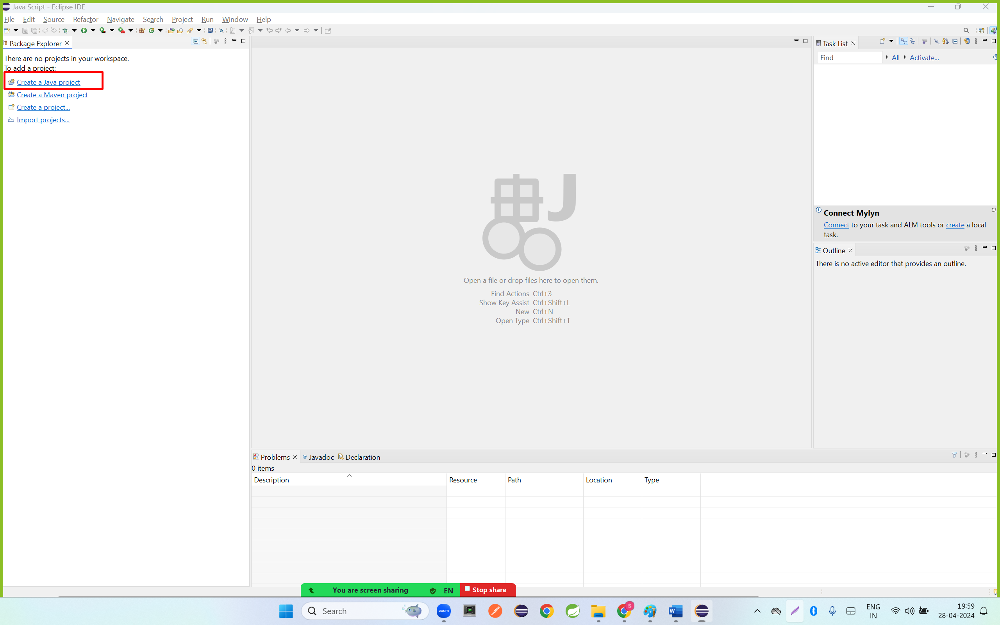 Java Script - Eclipse IDE
File Edit Source Refactor Navigate Search Project Run Window Help
Package Explorer
There are no projects in your workspace.
To add a project:
Create a Java project
Create a Maven project
Create a project...
Import projects...
J
Open a file or drop files here to open them.
Find Actions Ctrl+3
Show Key Assist Ctrl+Shift+L
New Ctrl+N
Open Type Ctrl+Shift+T
Task List
Find All Activate...
Connect Mylyn
Connect to your task and ALM tools or create a local
task.
Outline
There is no active editor that provides an outline.
Problems @ Javadoc Declaration
0 items
Description Resource Path Location Type
You are screen sharing EN Stop share
Search
zoom
S
W
ENG
IN
19:59
28-04-2024